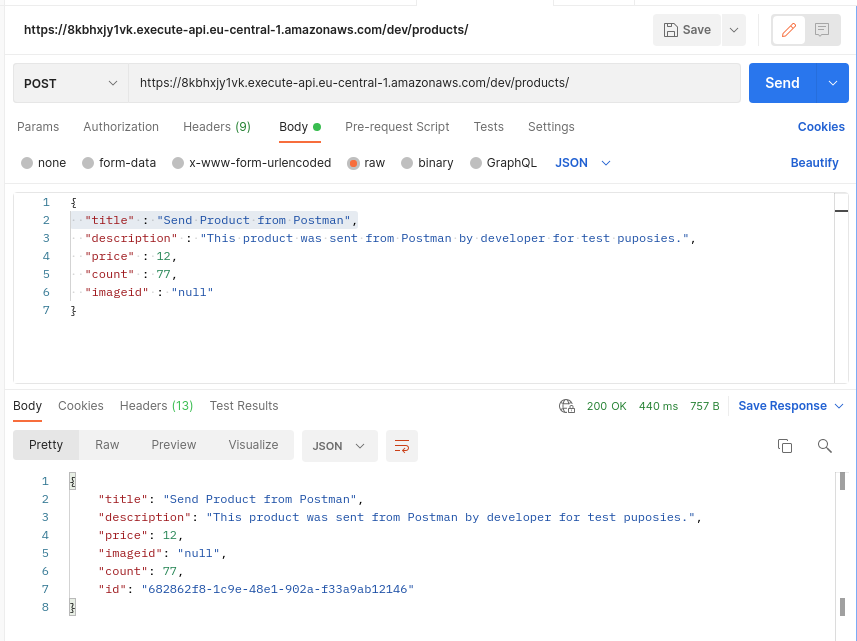 https://8kbhxjy1vk.execute-api.eu-central-1.amazonaws.com/dev/products/ Save
POST https://8kbhxjy1vk.execute-api.eu-central-1.amazonaws.com/dev/products/ Send
Params Authorization Headers (9) Body Pre-request Script Tests Settings Cookies
none form-data x-www-form-urlencoded raw binary GraphQL JSON Beautify
1 {
2 "title" : "Send Product from Postman",
3 "description" : "This product was sent from Postman by developer for test puposies.",
4 "price" : 12,
5 "count" : 77,
6 "imageid" : "null"
7 }
Body Cookies Headers (13) Test Results 200 OK 440 ms 757 B Save Response
Pretty Raw Preview Visualize JSON
1 {
2 "title": "Send Product from Postman",
3 "description": "This product was sent from Postman by developer for test puposies.",
4 "price": 12,
5 "imageid": "null",
6 "count": 77,
7 "id": "682862f8-1c9e-48e1-902a-f33a9ab12146"
8 }